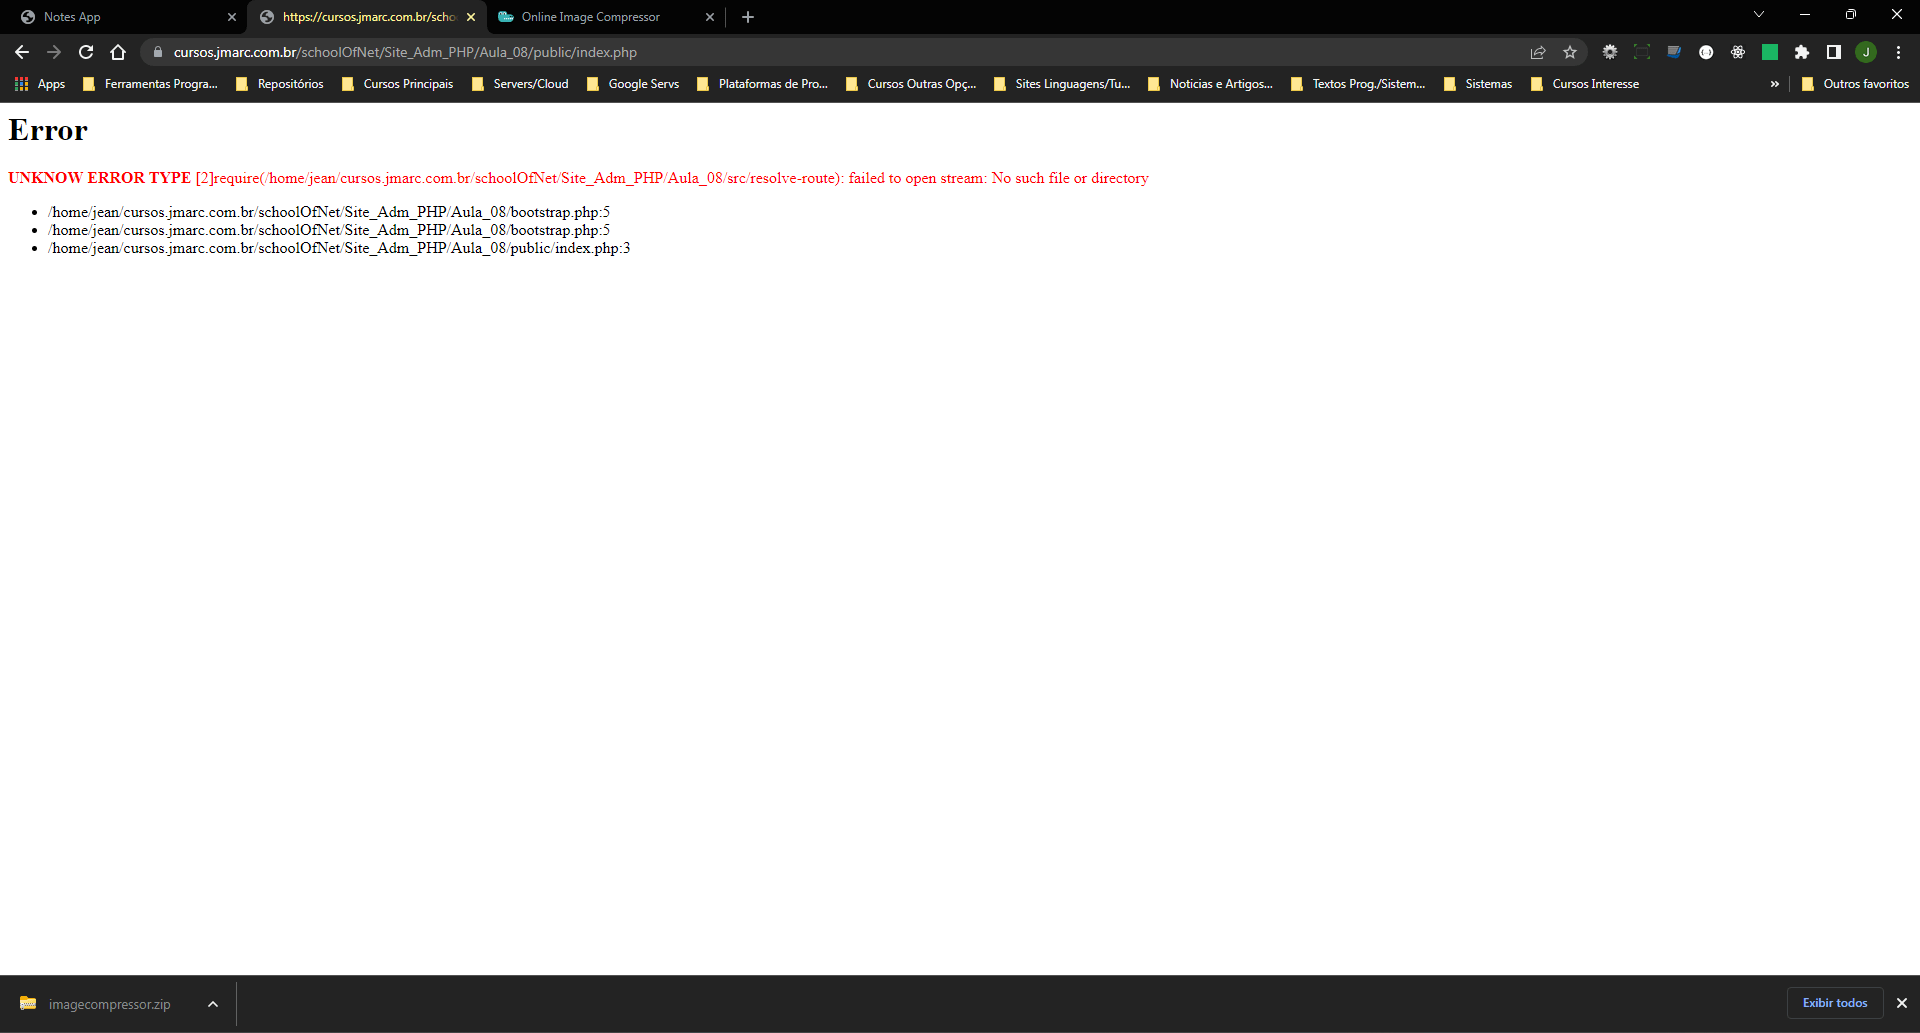 Notes App
https://cursos.jmarc.com.br/scho
Online Image Compressor
cursos.jmarc.com.br/schoolOfNet/Site_Adm_PHP/Aula_08/public/index.php
J
Apps
Ferramentas Progra...
Repositórios
Cursos Principais
Servers/Cloud
Google Servs
Plataformas de Pro...
Cursos Outras Opç...
Sites Linguagens/Tu...
Noticias e Artigos...
Textos Prog./Sistem...
Sistemas
Cursos Interesse
»
Outros favoritos
Error
UNKNOW ERROR TYPE [2]require(/home/jean/cursos.jmarc.com.br/schoolOfNet/Site_Adm_PHP/Aula_08/src/resolve-route): failed to open stream: No such file or directory
• /home/jean/cursos.jmarc.com.br/schoolOfNet/Site_Adm_PHP/Aula_08/bootstrap.php:5
• /home/jean/cursos.jmarc.com.br/schoolOfNet/Site_Adm_PHP/Aula_08/bootstrap.php:5
• /home/jean/cursos.jmarc.com.br/schoolOfNet/Site_Adm_PHP/Aula_08/public/index.php:3
imagecompressor.zip
Exibir todos